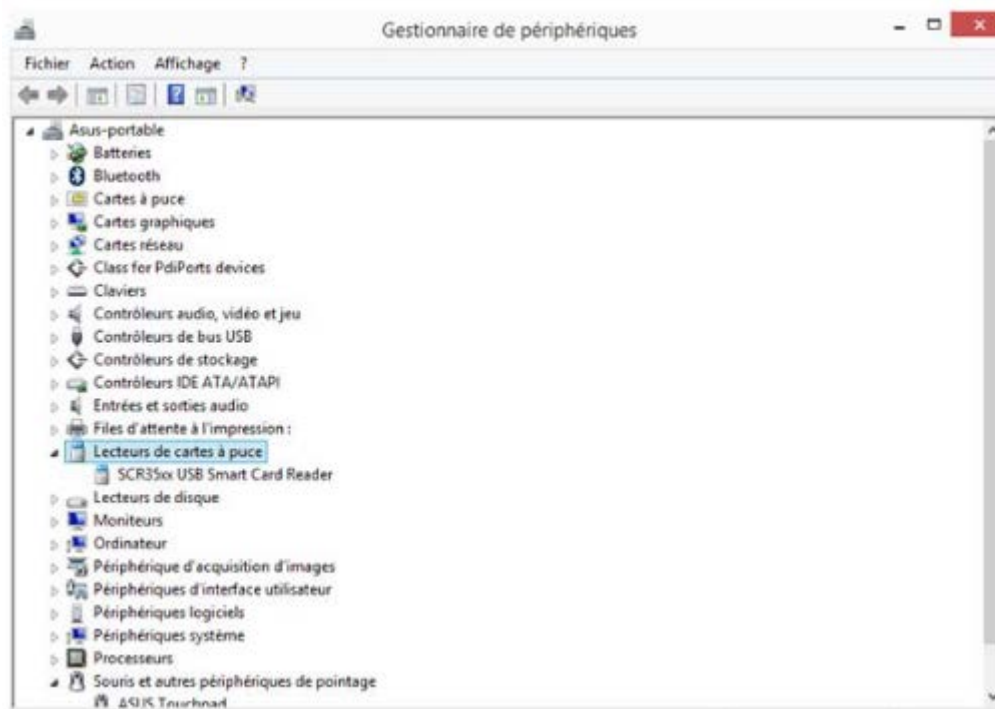 Gestionnaire de périphériques
Fichier Action Affichage ?
Asus-portable
Batteries
Bluetooth
Cartes à puce
Cartes graphiques
Cartes réseau
Class for PdiPorts devices
Claviers
Contrôleurs audio, vidéo et jeu
Contrôleurs de bus USB
Contrôleurs de stockage
Contrôleurs IDE ATA/ATAPI
Entrées et sorties audio
Files d'attente à l'impression :
Lecteurs de cartes à puce
SCR35xx USB Smart Card Reader
Lecteurs de disque
Moniteurs
Ordinateur
Périphérique d'acquisition d'images
Périphériques d'interface utilisateur
Périphériques logiciels
Périphériques système
Processeurs
Souris et autres périphériques de pointage
ASUS Touchpad